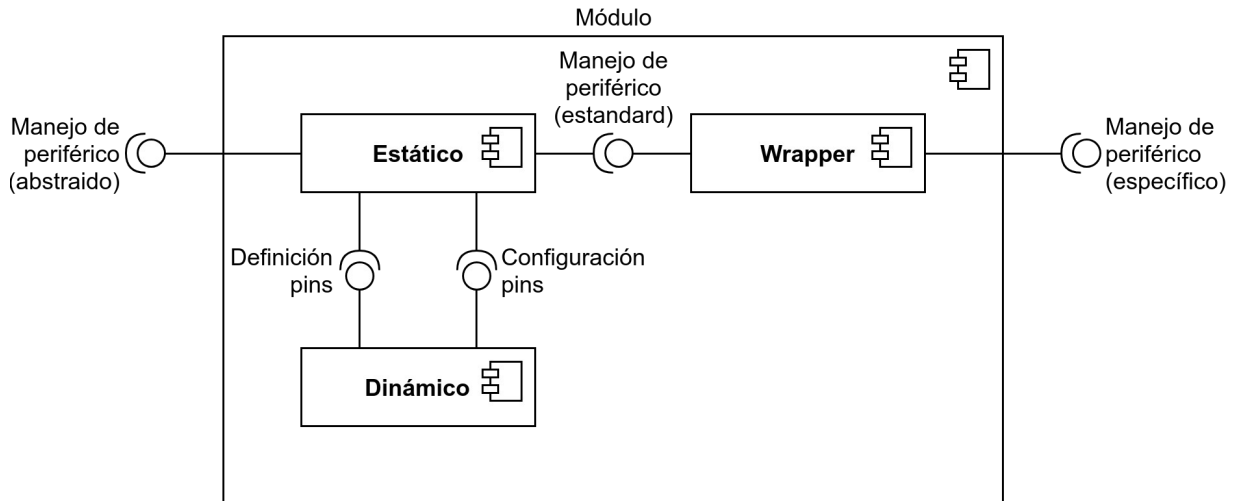 Módulo
Manejo de
periférico
(estandard)
Manejo de
periférico
(abstraido)
Estático
Wrapper
Manejo de
periférico
(específico)
Definición
pins
Configuración
pins
Dinámico